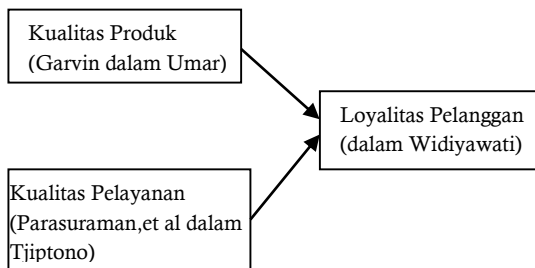 Kualitas Produk
(Garvin dalam Umar)
Loyalitas Pelanggan
(dalam Widiyawati)
Kualitas Pelayanan
(Parasuraman,et al dalam
Tjiptono)